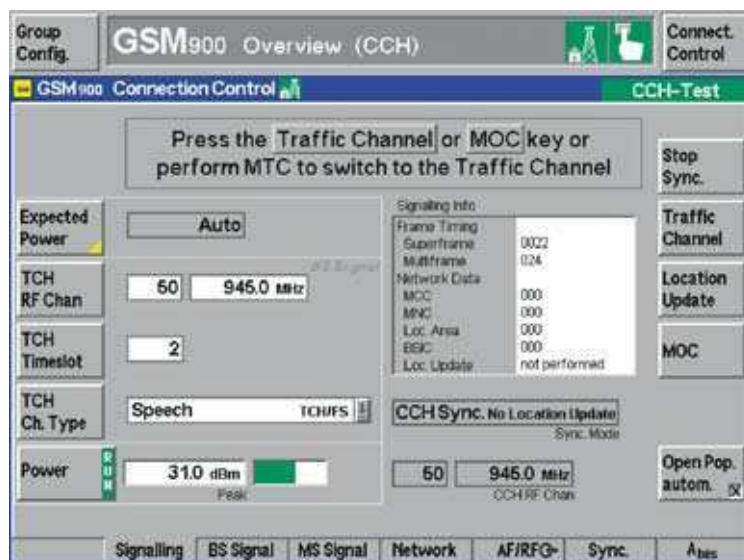 Group Config.
GSM900 Overview (CCH)
Connect. Control
GSM900 Connection Control
CCH-Test
Press the Traffic Channel or MOC key or
perform MTC to switch to the Traffic Channel
Stop Sync.
Expected Power
Auto
Signalling Info
Frame Timing
Superframe 0022
Multiframe 024
Network Data
MCC 000
MNC 000
Loc. Area 000
BSIC 000
Loc. Update not performed
Traffic Channel
BS Signal
TCH RF Chan
50 945.0 MHz
Location Update
TCH Timeslot
2
MOC
TCH Ch. Type
Speech TCH/FS
CCH Sync. No Location Update
Sync. Mode
Power
RUN
31.0 dBm
Peak
50 945.0 MHz
CCH RF Chan
Open Pop. autom.
Signalling BS Signal MS Signal Network AF/RF Sync.